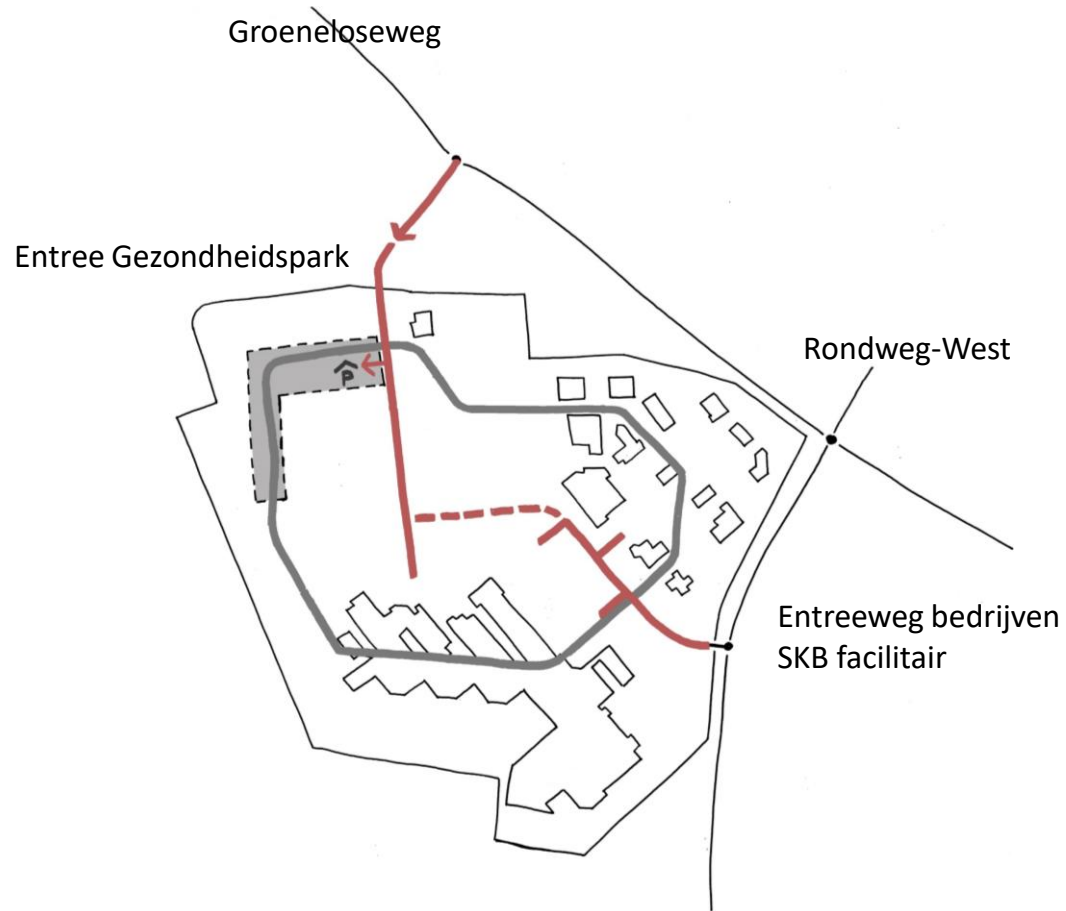 Groeneloseweg
Entree Gezondheidspark
Rondweg-West
P
Entreeweg bedrijven
SKB facilitair